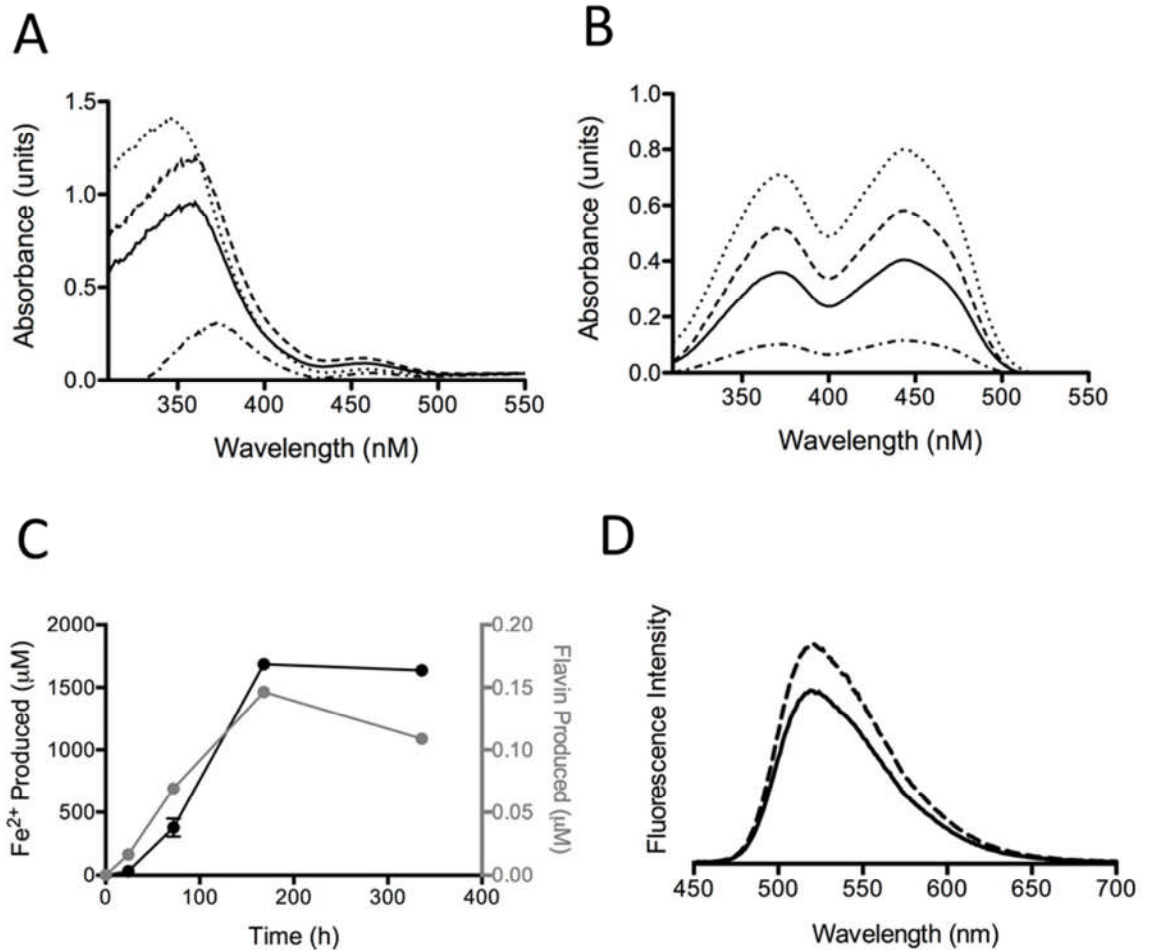 A
B
Absorbance (units)
1.5
1.0
0.5
0.0
350 400 450 500 550
Wavelength (nM)
Absorbance (units)
1.0
0.8
0.6
0.4
0.2
0.0
350 400 450 500 550
Wavelength (nM)
C
D
Fe2+ Produced (µM)
2000
1500
1000
500
0
0 100 200 300 400
Time (h)
0.20
0.15
0.10
0.05
0.00
Flavin Produced (µM)
Fluorescence Intensity
450 500 550 600 650 700
Wavelength (nm)